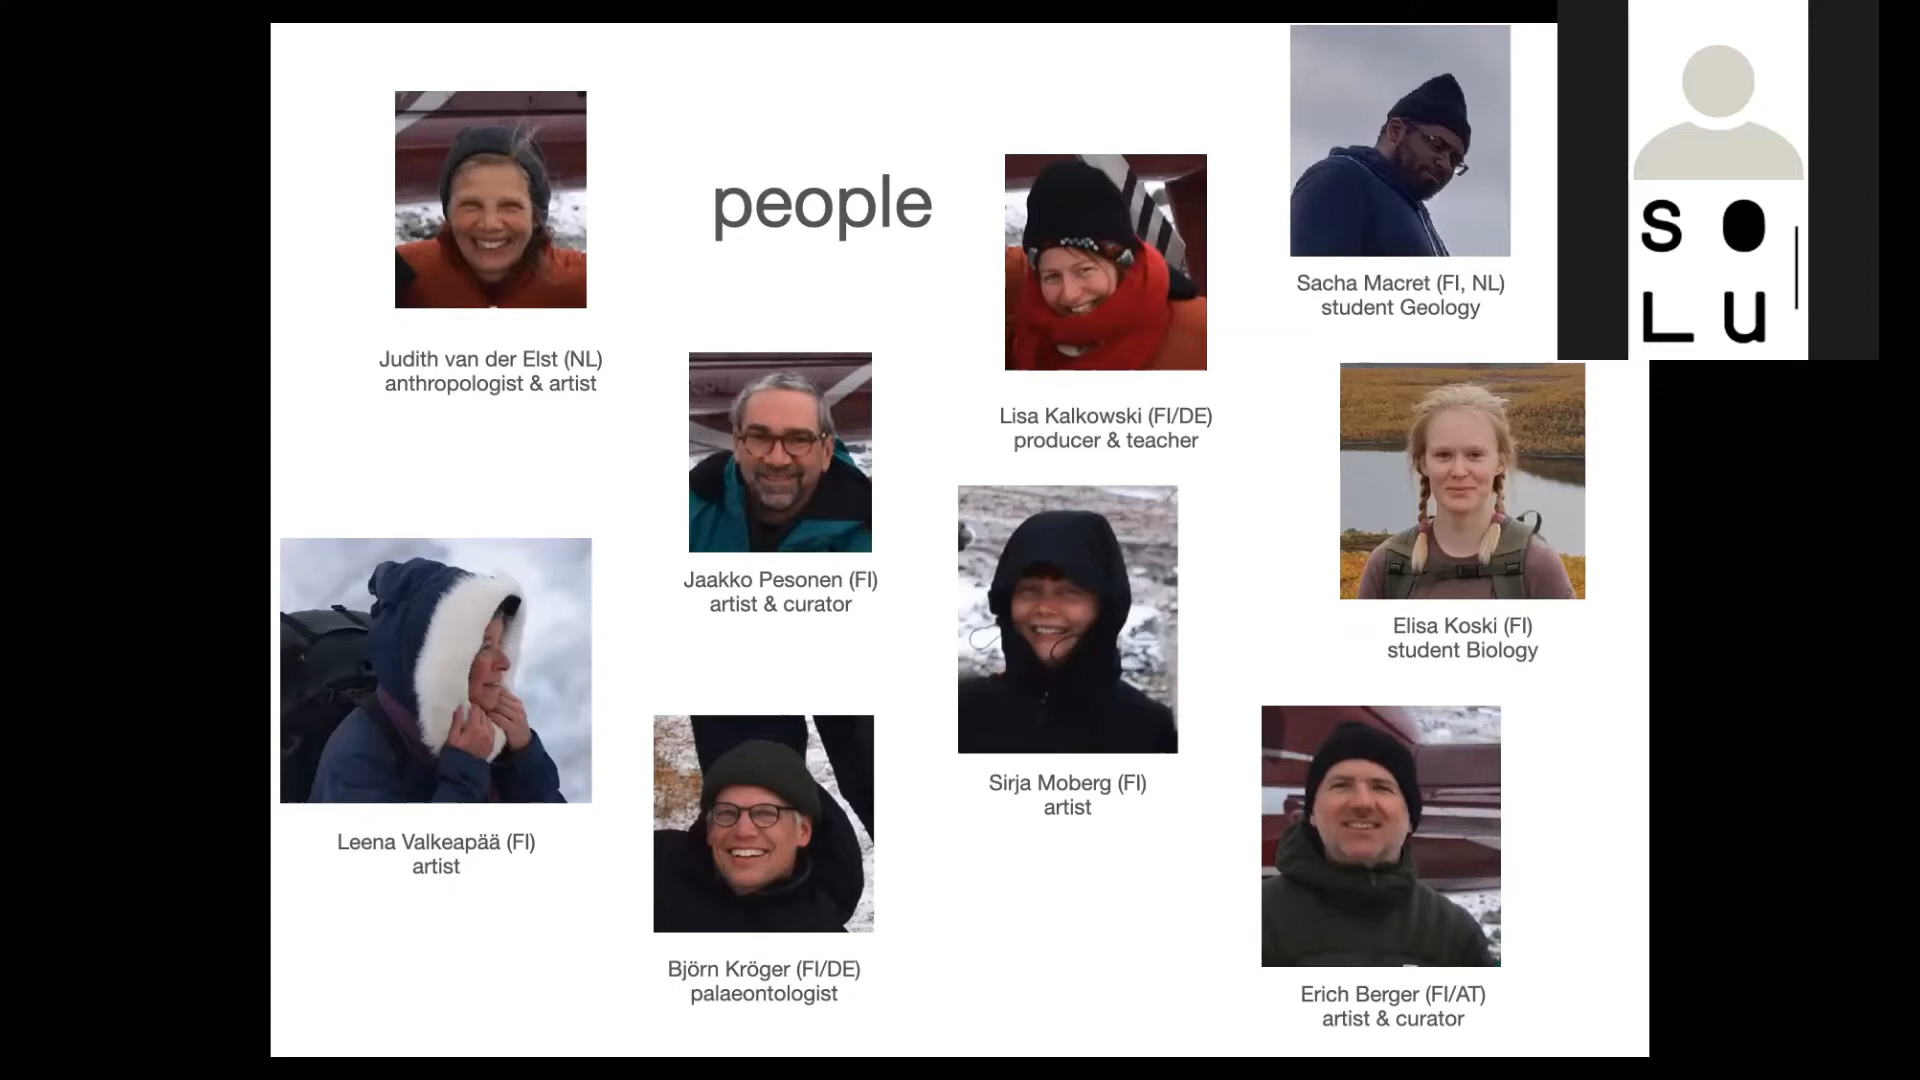 people
Judith van der Elst (NL)
anthropologist & artist
Jaakko Pesonen (FI)
artist & curator
Lisa Kalkowski (FI/DE)
producer & teacher
Sacha Macret (FI, NL)
student Geology
Elisa Koski (FI)
student Biology
Leena Valkeapää (FI)
artist
Björn Kröger (FI/DE)
palaeontologist
Sirja Moberg (FI)
artist
Erich Berger (FI/AT)
artist & curator
SO
LU